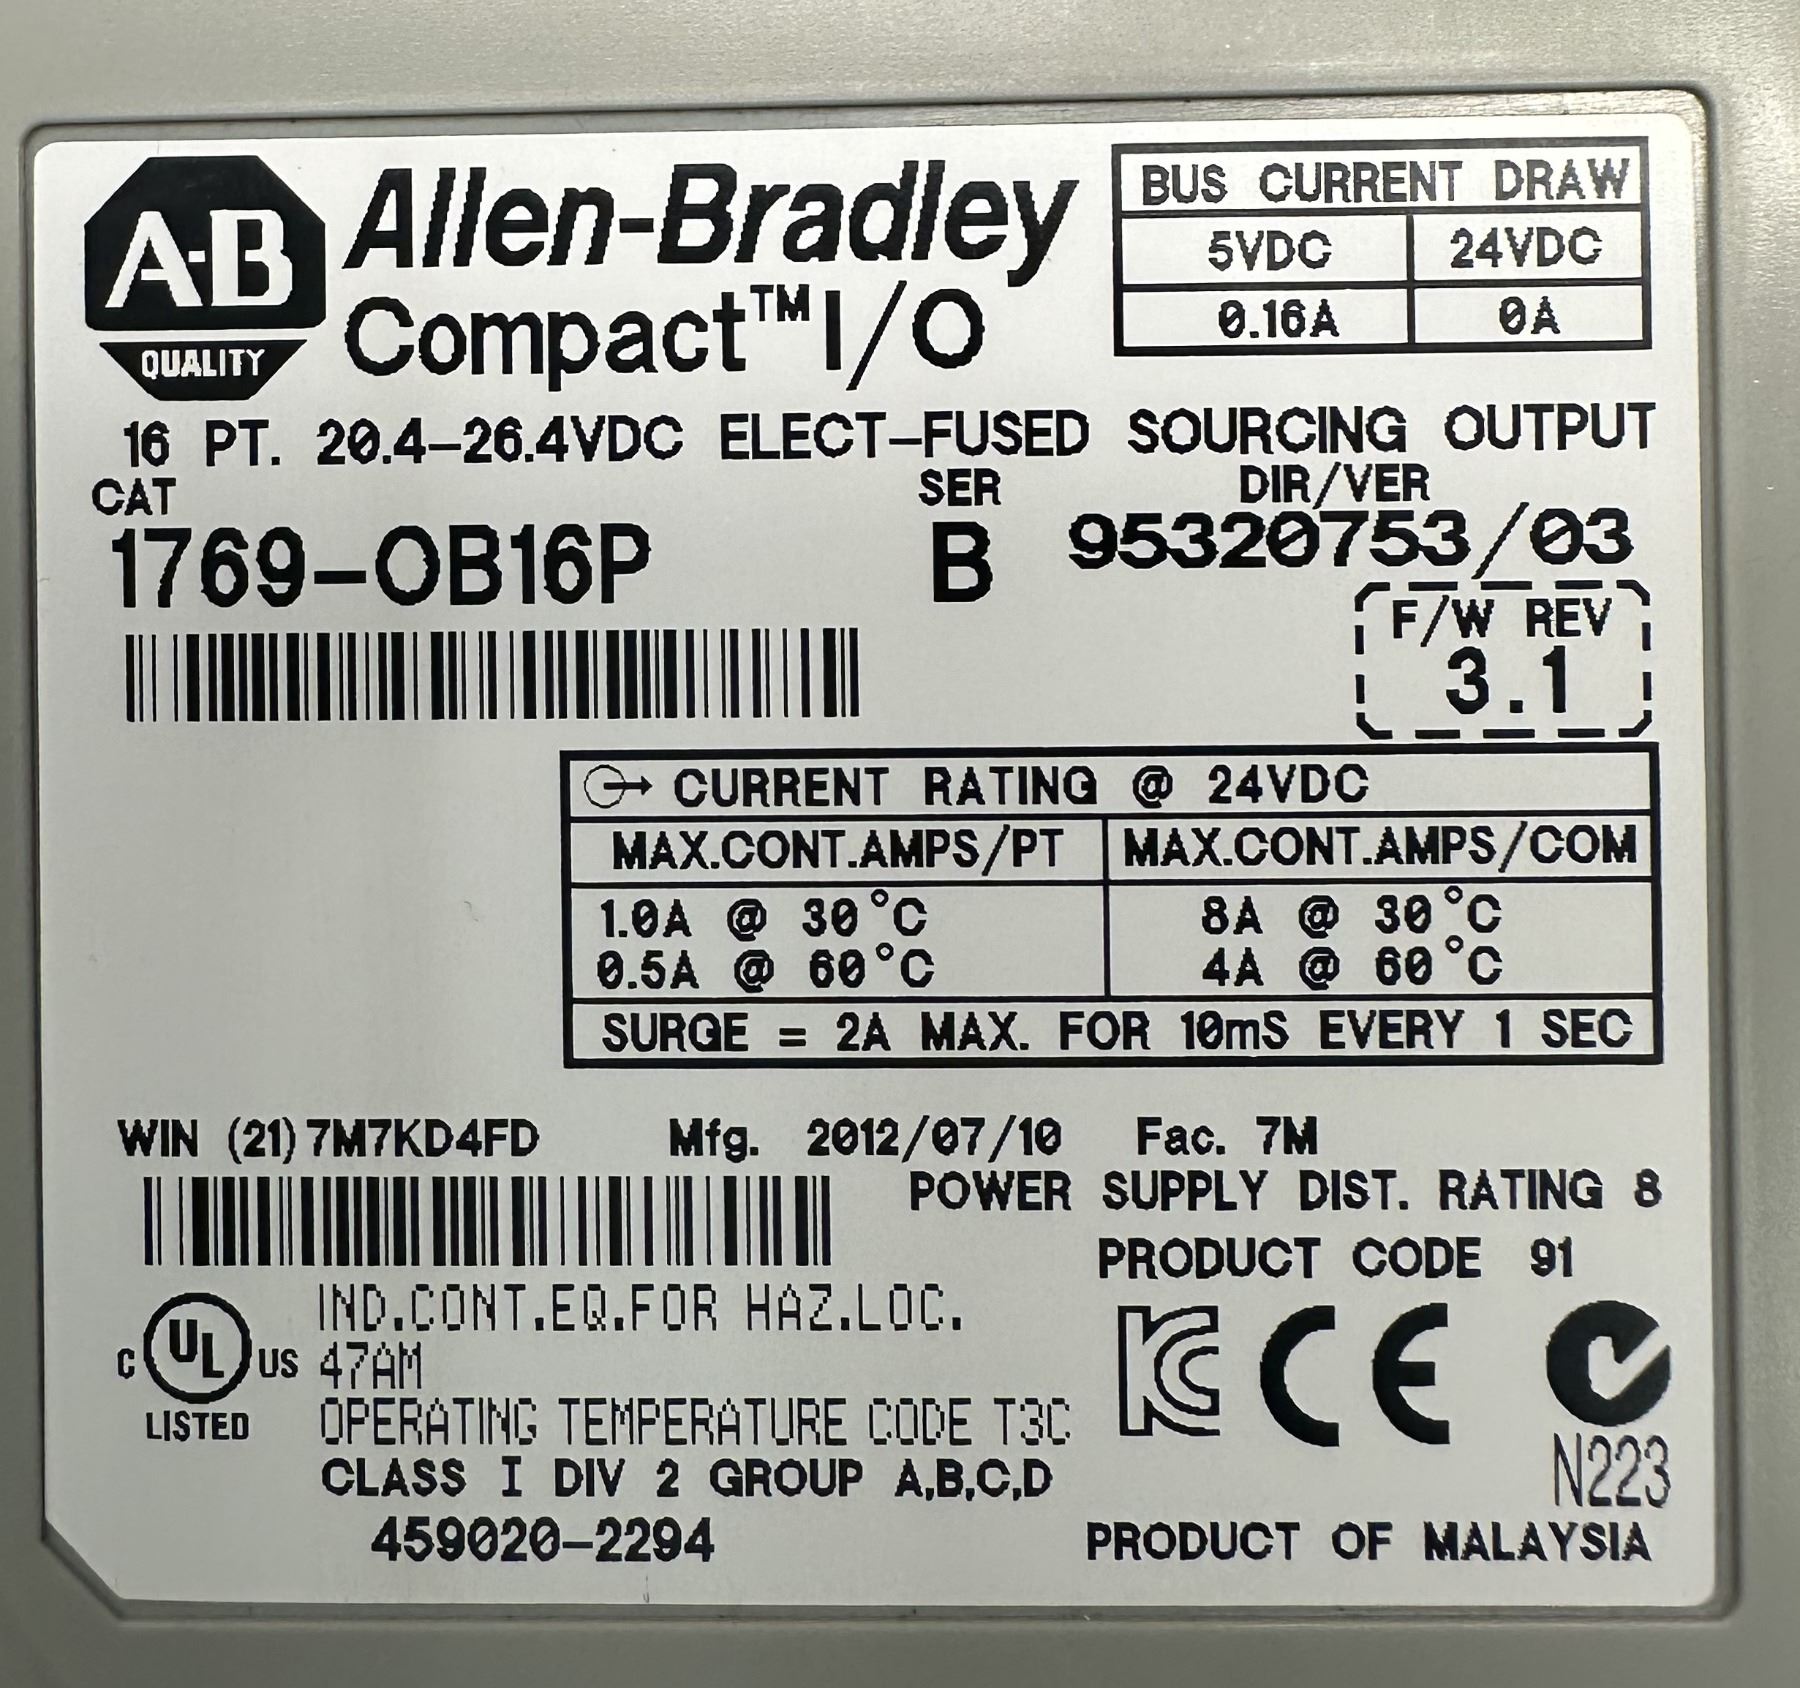 A-B
QUALITY
Allen-Bradley
Compact™ I/O
BUS CURRENT DRAW
5VDC 24VDC
0.16A 0A
16 PT. 20.4-26.4VDC ELECT-FUSED SOURCING OUTPUT
CAT SER DIR/VER
1769-OB16P B 95320753/03
F/W REV
3.1
CURRENT RATING @ 24VDC
MAX.CONT.AMPS/PT MAX.CONT.AMPS/COM
1.0A @ 30°C 8A @ 30°C
0.5A @ 60°C 4A @ 60°C
SURGE = 2A MAX. FOR 10mS EVERY 1 SEC
WIN (21)7M7KD4FD Mfg. 2012/07/10 Fac. 7M
POWER SUPPLY DIST. RATING 8
PRODUCT CODE 91
C UL US
LISTED
IND.CONT.EQ.FOR HAZ.LOC.
47AM
OPERATING TEMPERATURE CODE T3C
CLASS I DIV 2 GROUP A,B,C,D
459020-2294
KC CE
N223
PRODUCT OF MALAYSIA